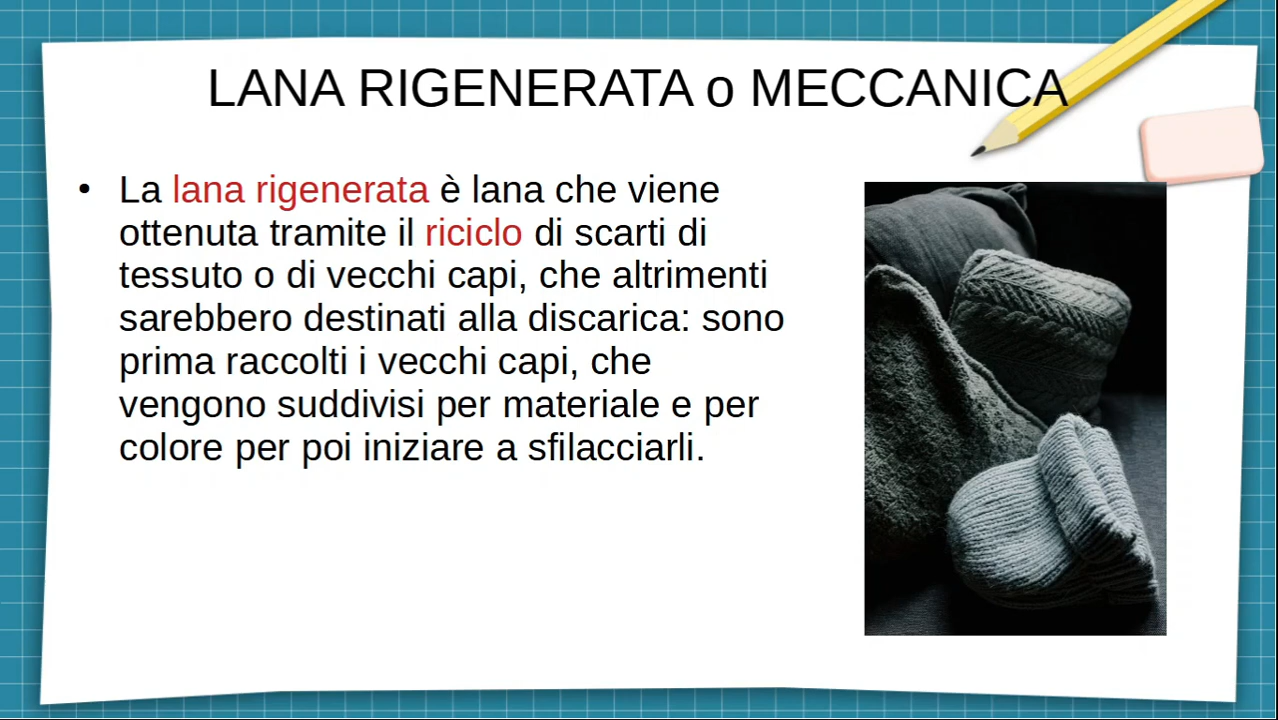 LANA RIGENERATA o MECCANICA
• La lana rigenerata è lana che viene
ottenuta tramite il riciclo di scarti di
tessuto o di vecchi capi, che altrimenti
sarebbero destinati alla discarica: sono
prima raccolti i vecchi capi, che
vengono suddivisi per materiale e per
colore per poi iniziare a sfilacciarli.